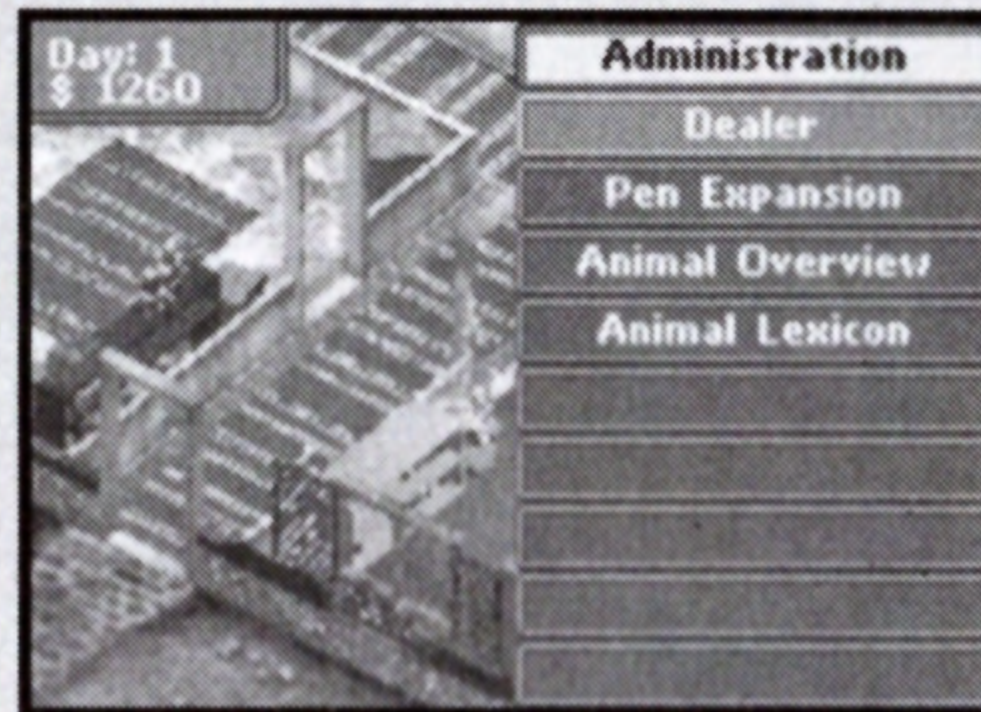 Day: 1
$ 1260
Administration
Dealer
Pen Expansion
Animal Overview
Animal Lexicon